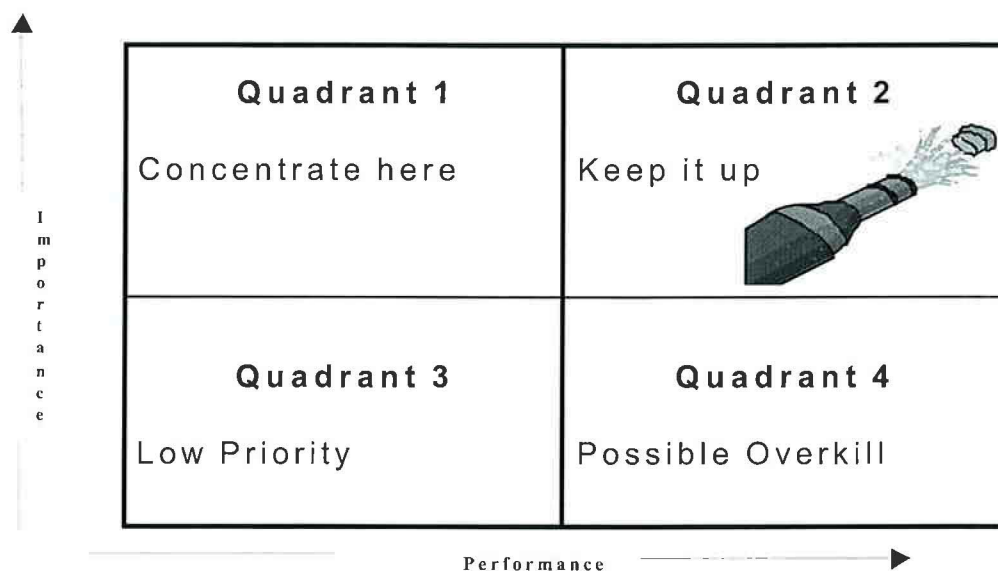 Quadrant 1
Quadrant 2
Concentrate here
Keep it up
Importance
Quadrant 3
Quadrant 4
Low Priority
Possible Overkill
Performance